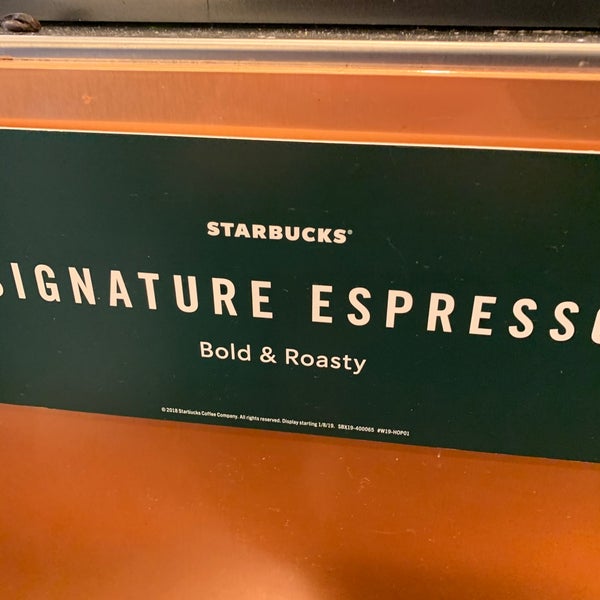 STARBUCKS®
SIGNATURE ESPRESSO
Bold & Roasty
© 2018 Starbucks Coffee Company. All rights reserved. Display starting 1/8/19. SBX19-400065 #W19-HOP01